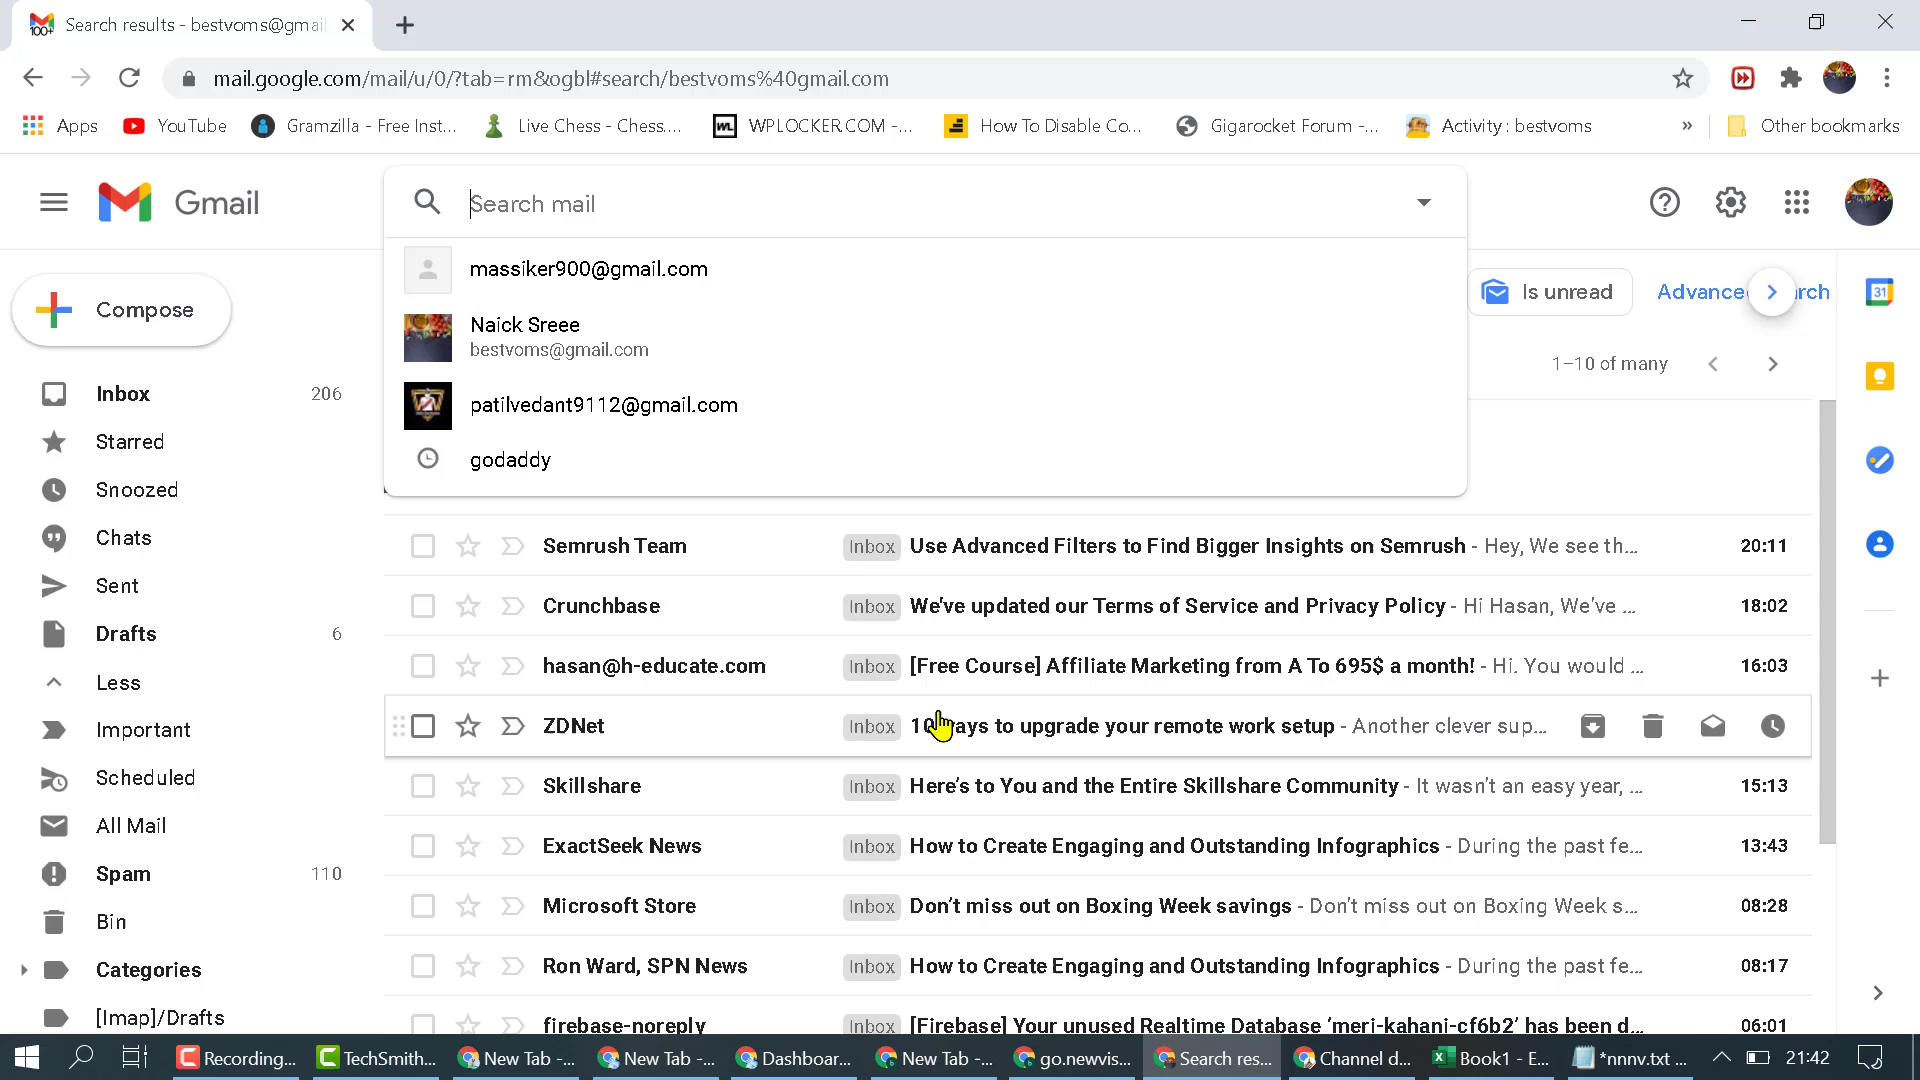 Search results - bestvoms@gmai
mail.google.com/mail/u/0/?tab=rm&ogbl#search/bestvoms%40gmail.com
Apps YouTube Gramzilla - Free Inst... Live Chess - Chess.... WL WPLOCKER.COM -... How To Disable Co... Gigarocket Forum -... Activity : bestvoms » Other bookmarks
Gmail
Search mail
massiker900@gmail.com
Naick Sreee
bestvoms@gmail.com
patilvedant9112@gmail.com
godaddy
Is unread
Advance rch
Compose
1–10 of many
Inbox 206
Starred
Snoozed
Chats
Sent
Drafts 6
Less
Important
Scheduled
All Mail
Spam 110
Bin
Categories
[Imap]/Drafts
Semrush Team Inbox Use Advanced Filters to Find Bigger Insights on Semrush - Hey, We see th... 20:11
Crunchbase Inbox We've updated our Terms of Service and Privacy Policy - Hi Hasan, We've ... 18:02
hasan@h-educate.com Inbox [Free Course] Affiliate Marketing from A To 695$ a month! - Hi. You would ... 16:03
ZDNet Inbox 10 ays to upgrade your remote work setup - Another clever sup...
Skillshare Inbox Here's to You and the Entire Skillshare Community - It wasn't an easy year, ... 15:13
ExactSeek News Inbox How to Create Engaging and Outstanding Infographics - During the past fe... 13:43
Microsoft Store Inbox Don't miss out on Boxing Week savings - Don't miss out on Boxing Week s... 08:28
Ron Ward, SPN News Inbox How to Create Engaging and Outstanding Infographics - During the past fe... 08:17
firebase-noreply Inbox [Firebase] Your unused Realtime Database 'meri-kahani-cf6b2' has been d... 06:01
31
Recording... TechSmith... New Tab -... New Tab -... Dashboar... New Tab -... go.newvis... Search res... Channel d... Book1 - E... *nnnv.txt ... 21:42